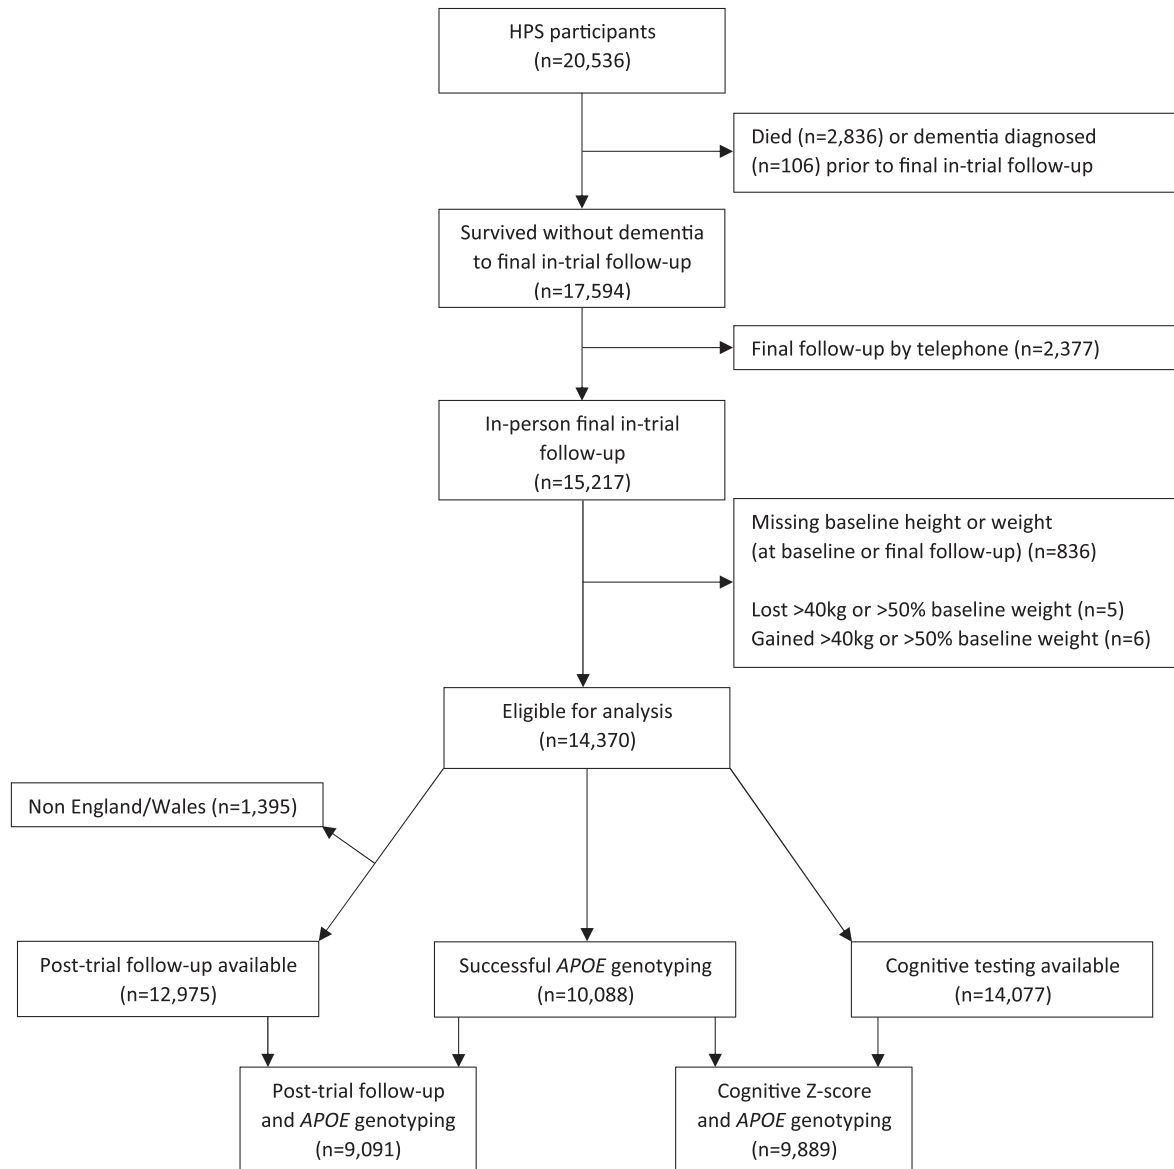 HPS participants
(n=20,536)
Died (n=2,836) or dementia diagnosed
(n=106) prior to final in-trial follow-up
Survived without dementia
to final in-trial follow-up
(n=17,594)
Final follow-up by telephone (n=2,377)
In-person final in-trial
follow-up
(n=15,217)
Missing baseline height or weight
(at baseline or final follow-up) (n=836)
Lost >40kg or >50% baseline weight (n=5)
Gained >40kg or >50% baseline weight (n=6)
Eligible for analysis
(n=14,370)
Non England/Wales (n=1,395)
Post-trial follow-up available
(n=12,975)
Successful APOE genotyping
(n=10,088)
Cognitive testing available
(n=14,077)
Post-trial follow-up
and APOE genotyping
(n=9,091)
Cognitive Z-score
and APOE genotyping
(n=9,889)